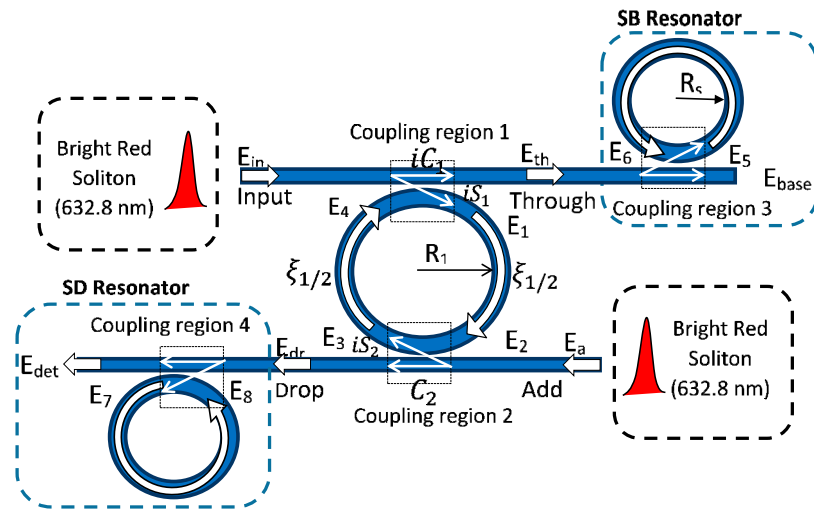 SB Resonator
R_s
Coupling region 1
Bright Red
Soliton
(632.8 nm)
E_in
iC_1
E_th
E_6
E_5
Input
iS_1
Through
E_base
Coupling region 3
E_4
E_1
R_1
ξ_1/2
ξ_1/2
SD Resonator
Coupling region 4
E_3
iS_2
E_2
E_a
E_det
E_dr
Drop
C_2
Add
E_7
E_8
Coupling region 2
Bright Red
Soliton
(632.8 nm)